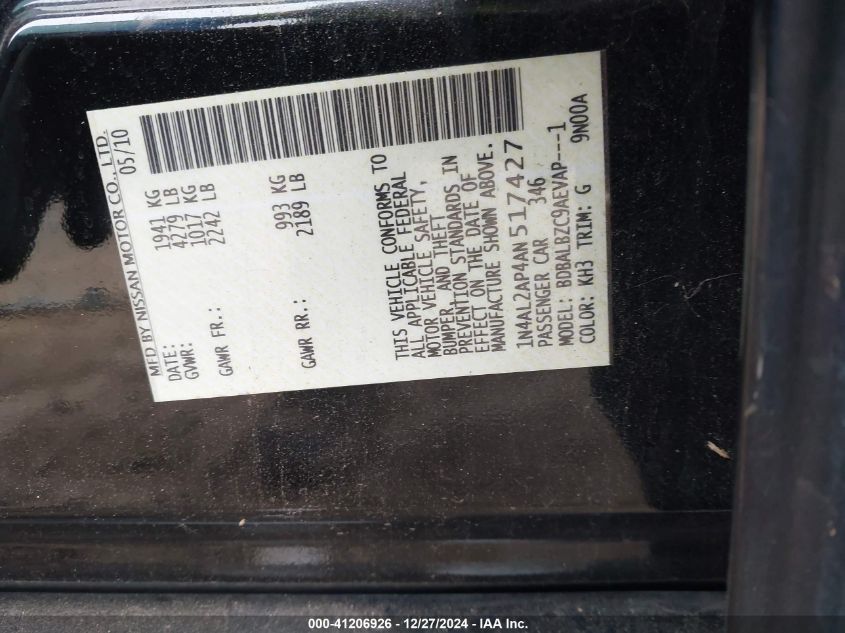 MFD BY NISSAN MOTOR CO., LTD.
DATE: 05/10
GVWR: 1941 KG
4279 LB
GAWR FR.: 1017 KG
2242 LB
GAWR RR.: 993 KG
2189 LB
THIS VEHICLE CONFORMS TO
ALL APPLICABLE FEDERAL
MOTOR VEHICLE SAFETY,
BUMPER, AND THEFT
PREVENTION STANDARDS IN
EFFECT ON THE DATE OF
MANUFACTURE SHOWN ABOVE.
1N4AL2AP4AN517427
PASSENGER CAR 346
MODEL: BDBALBZC9AEVAP---1
COLOR: KH3 TRIM: G 9N00A
000-41206926 - 12/27/2024 - IAA Inc.